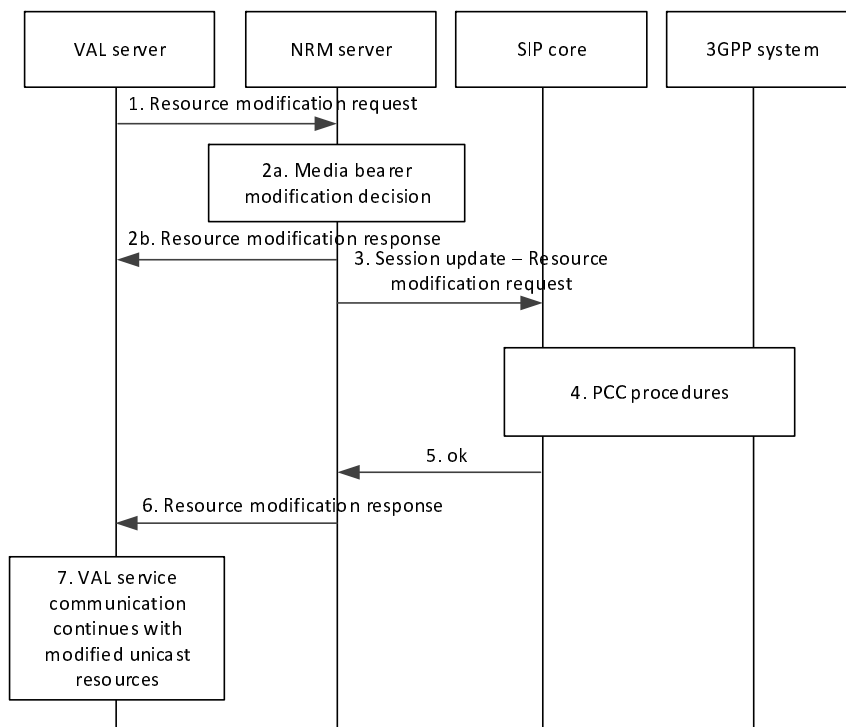 VAL server
NRM server
SIP core
3GPP system
1. Resource modification request
2a. Media bearer
modification decision
2b. Resource modification response
3. Session update – Resource
modification request
4. PCC procedures
5. ok
6. Resource modification response
7. VAL service
communication
continues with
modified unicast
resources